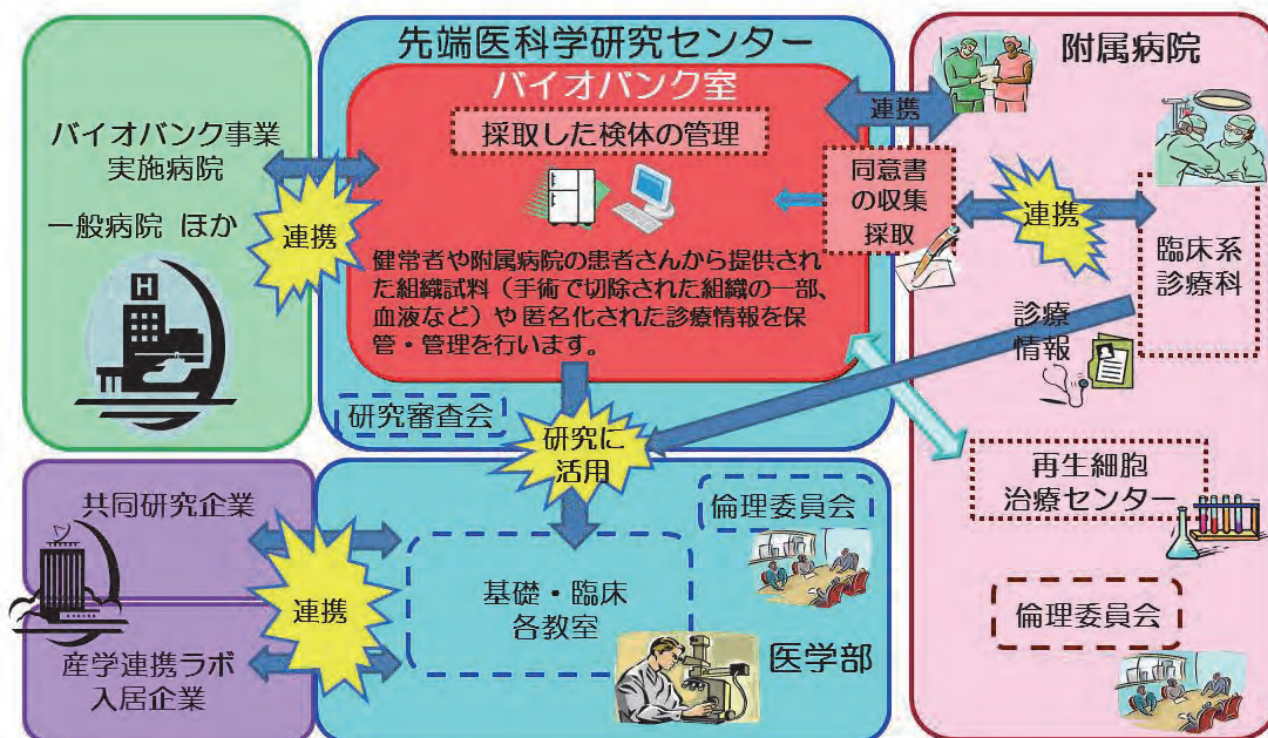 先端医科学研究センター
バイオバンク室
採取した検体の管理
健常者や附属病院の患者さんから提供され
た組織試料（手術で切除された組織の一部、
血液など）や匿名化された診療情報を保
管・管理を行います。
研究審査会
バイオバンク事業
実施病院
一般病院 ほか
H
連携
連携
同意書
の収集
採取
連携
附属病院
臨床系
診療科
診療
情報
再生細胞
治療センター
倫理委員会
研究に
活用
共同研究企業
連携
産学連携ラボ
入居企業
倫理委員会
基礎・臨床
各教室
医学部